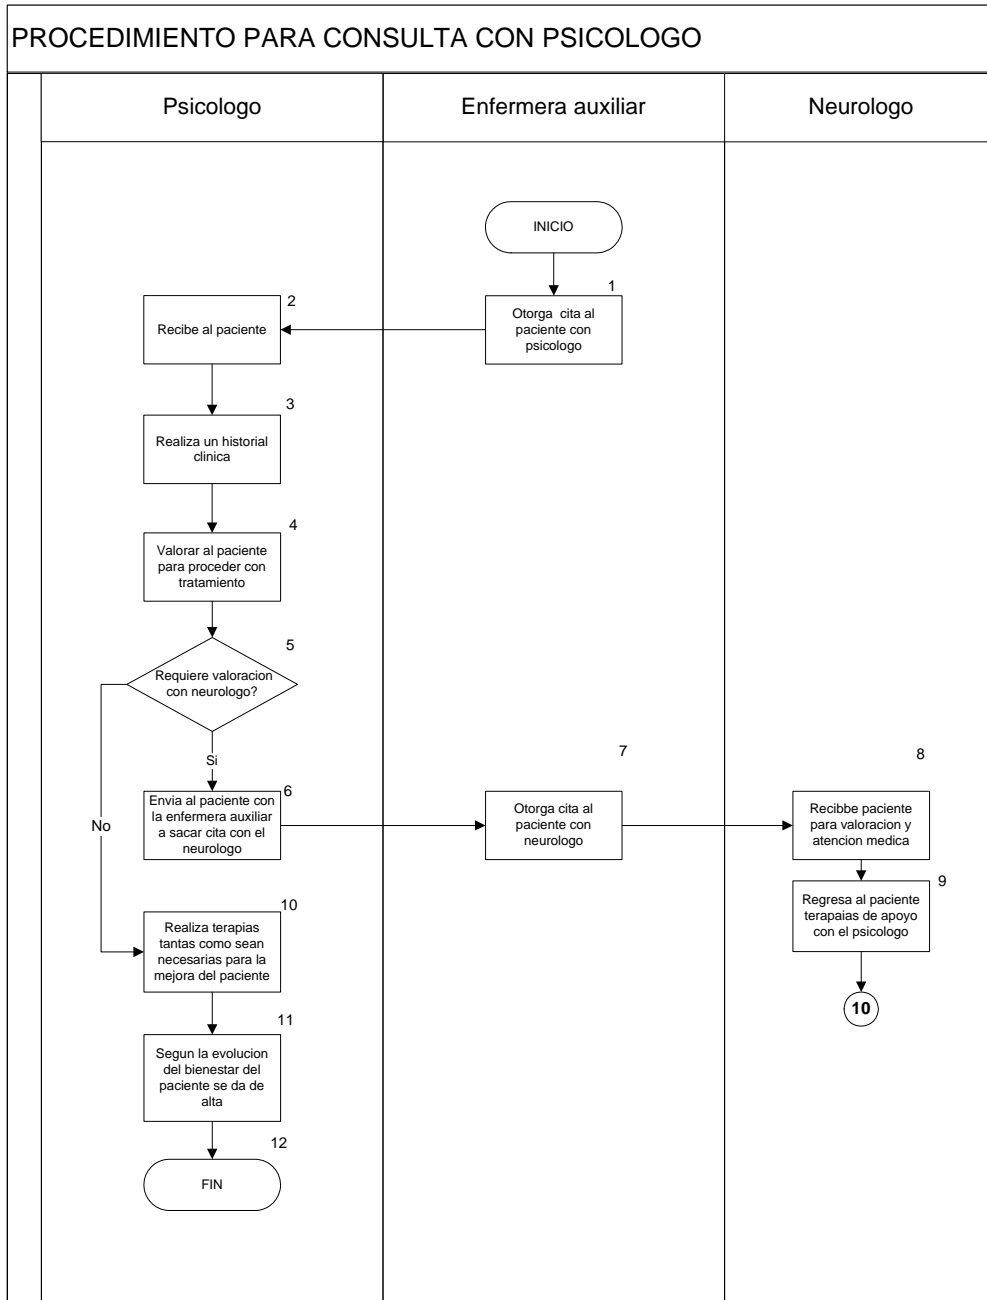 PROCEDIMIENTO PARA CONSULTA CON PSICOLOGO
Psicologo
Enfermera auxiliar
Neurologo
INICIO
1
Otorga cita al
paciente con
psicologo
2
Recibe al paciente
3
Realiza un historial
clinica
4
Valorar al paciente
para proceder con
tratamiento
5
Requiere valoracion
con neurologo?
Si
No
6
Envia al paciente con
la enfermera auxiliar
a sacar cita con el
neurologo
7
Otorga cita al
paciente con
neurologo
8
Recibbe paciente
para valoracion y
atencion medica
9
Regresa al paciente
terapaias de apoyo
con el psicologo
10
10
Realiza terapias
tantas como sean
necesarias para la
mejora del paciente
11
Segun la evolucion
del bienestar del
paciente se da de
alta
12
FIN